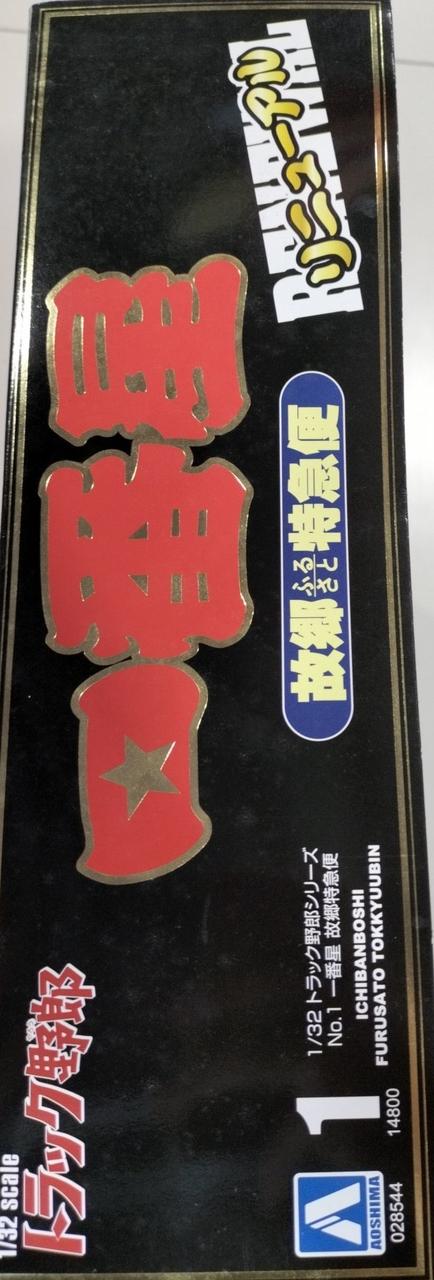 1/32 scale
トラック野郎
一番星
RENEWAL
リニューアル
故郷特急便
ふるさと
1/32 トラック野郎シリーズ
No.1 一番星 故郷特急便
ICHIBANBOSHI
FURUSATO TOKKYUUBIN
1
AOSHIMA
028544
14800